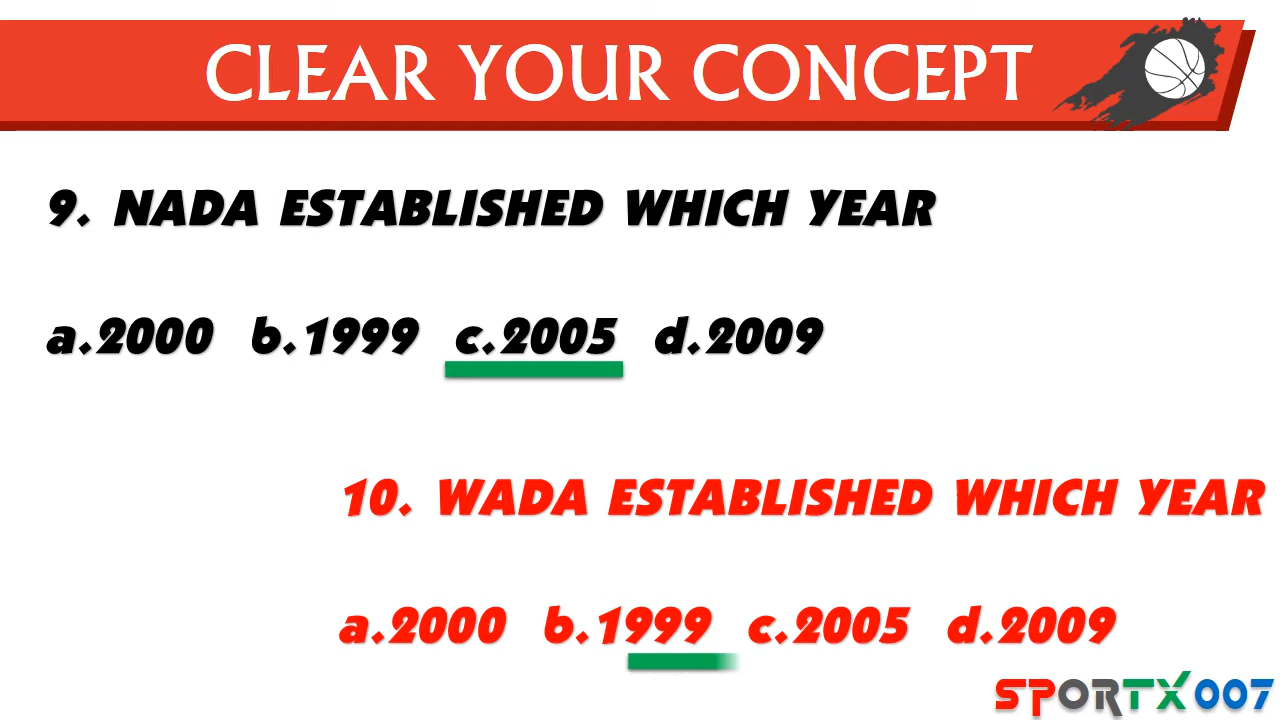 CLEAR YOUR CONCEPT
9. NADA ESTABLISHED WHICH YEAR
a.2000 b.1999 c.2005 d.2009
10. WADA ESTABLISHED WHICH YEAR
a.2000 b.1999 c.2005 d.2009
SPORTX007